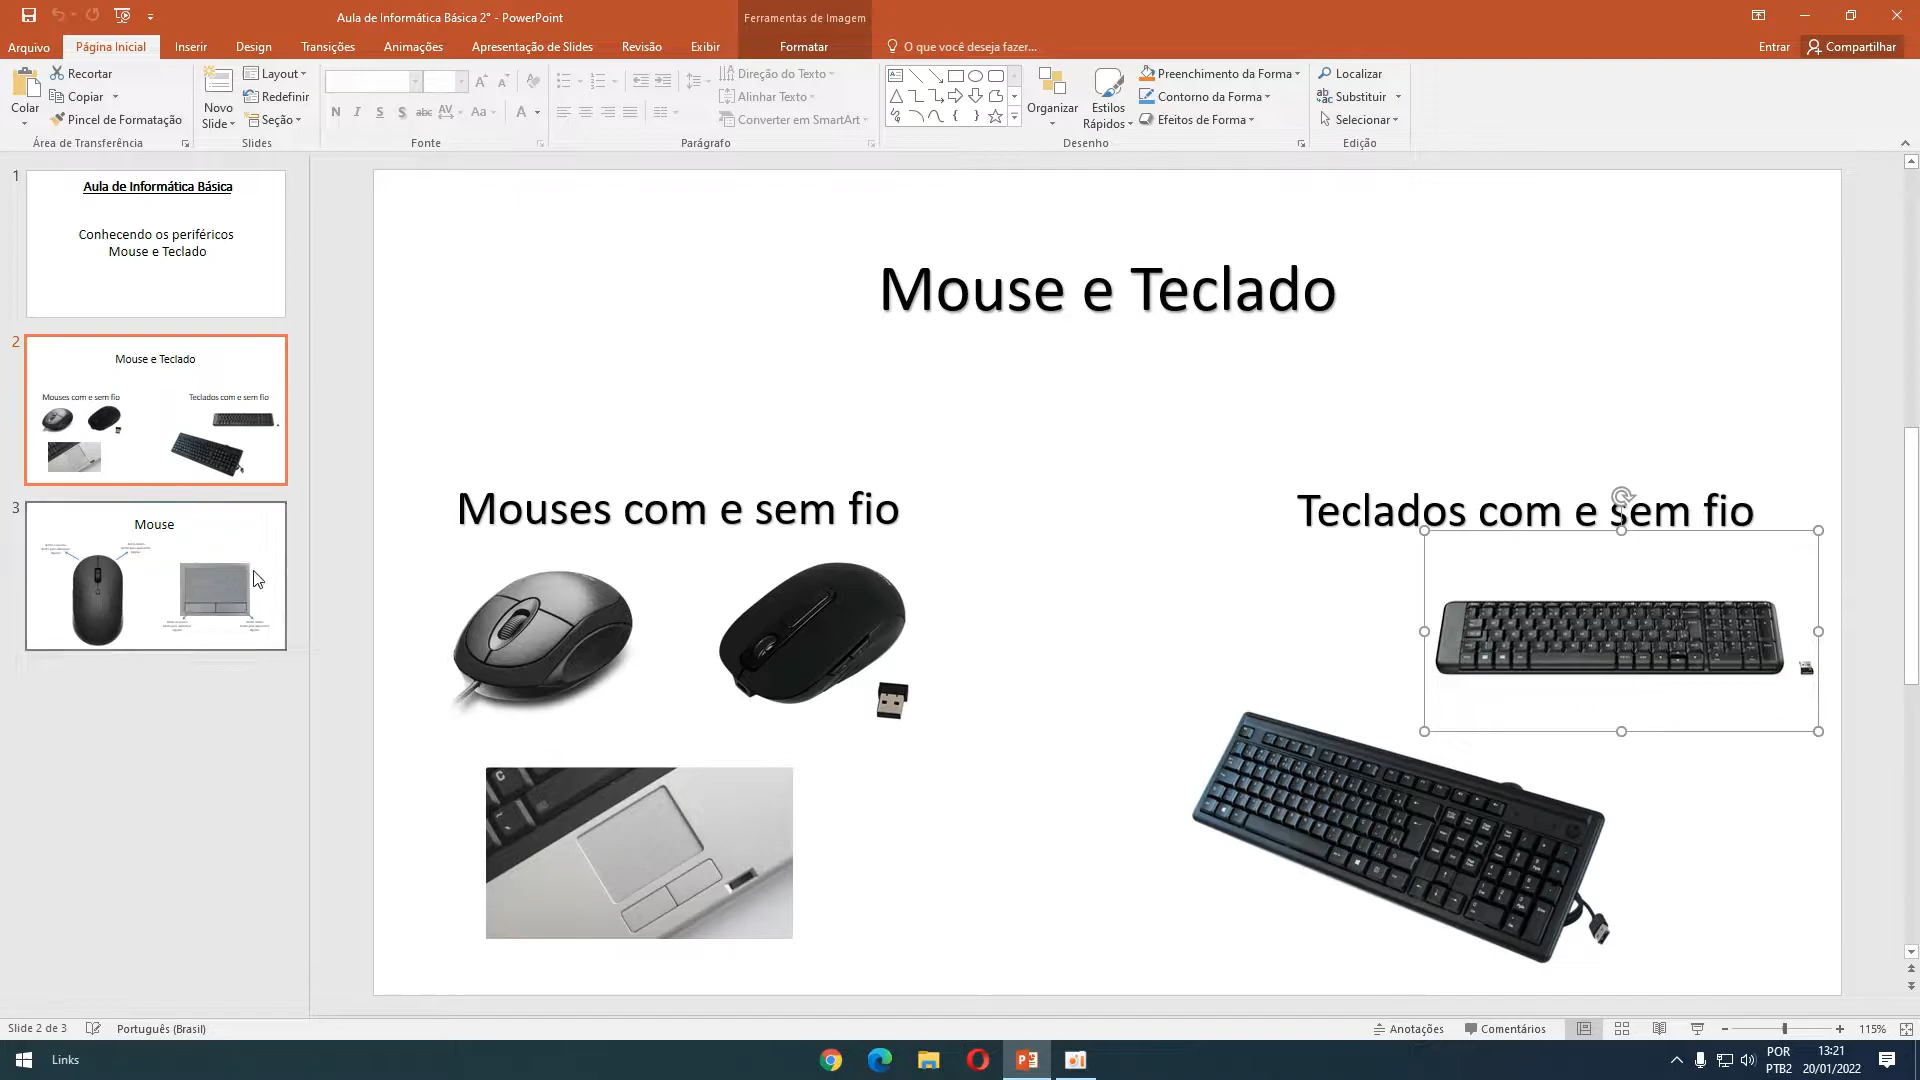 Aula de Informática Básica 2° - PowerPoint
Ferramentas de Imagem
Arquivo
Página Inicial
Inserir
Design
Transições
Animações
Apresentação de Slides
Revisão
Exibir
Formatar
O que você deseja fazer...
Entrar
Compartilhar
Colar
Recortar
Copiar
Pincel de Formatação
Área de Transferência
Novo
Slide
Layout
Redefinir
Seção
Slides
N I S S abc AV Aa A
Fonte
Direção do Texto
Alinhar Texto
Converter em SmartArt
Parágrafo
Organizar
Estilos
Rápidos
Preenchimento da Forma
Contorno da Forma
Efeitos de Forma
Desenho
Localizar
Substituir
Selecionar
Edição
1
Aula de Informática Básica
Conhecendo os periféricos
Mouse e Teclado
2
Mouse e Teclado
Mouses com e sem fio
Teclados com e sem fio
3
Mouse
Mouse e Teclado
Mouses com e sem fio
Teclados com e sem fio
Slide 2 de 3
Português (Brasil)
Anotações
Comentários
115%
Links
POR
PTB2
13:21
20/01/2022